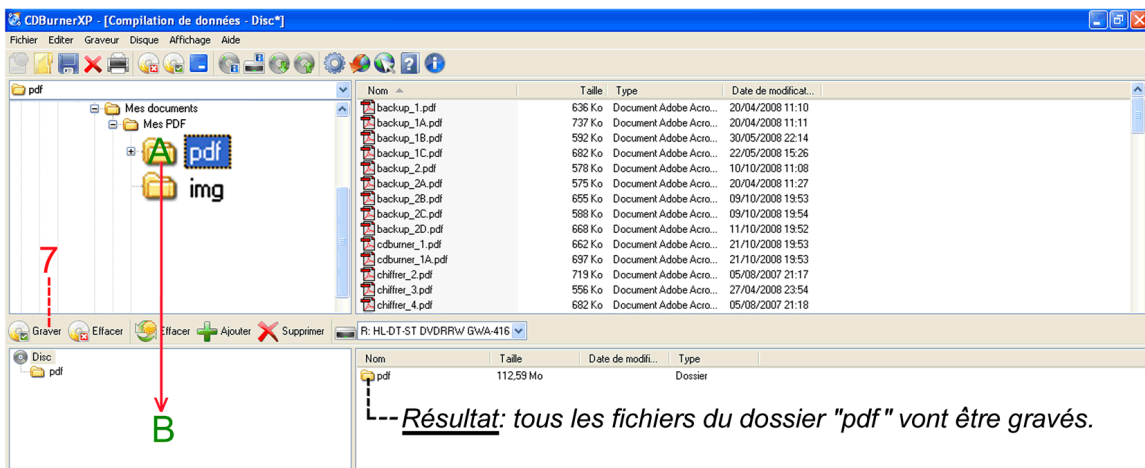 CDBurnerXP - [Compilation de données - Disc*]
Fichier Editer Graveur Disque Affichage Aide
pdf
Mes documents
Mes PDF
A pdf
img
7
Nom Taille Type Date de modificat...
backup_1.pdf 636 Ko Document Adobe Acro... 20/04/2008 11:10
backup_1A.pdf 737 Ko Document Adobe Acro... 20/04/2008 11:11
backup_1B.pdf 592 Ko Document Adobe Acro... 30/05/2008 22:14
backup_1C.pdf 682 Ko Document Adobe Acro... 22/05/2008 15:26
backup_2.pdf 578 Ko Document Adobe Acro... 10/10/2008 11:08
backup_2A.pdf 575 Ko Document Adobe Acro... 20/04/2008 11:27
backup_2B.pdf 655 Ko Document Adobe Acro... 09/10/2008 19:53
backup_2C.pdf 588 Ko Document Adobe Acro... 09/10/2008 19:54
backup_2D.pdf 668 Ko Document Adobe Acro... 11/10/2008 19:52
cdburner_1.pdf 662 Ko Document Adobe Acro... 21/10/2008 19:53
cdburner_1A.pdf 697 Ko Document Adobe Acro... 21/10/2008 19:53
chiffrer_2.pdf 719 Ko Document Adobe Acro... 05/08/2007 21:17
chiffrer_3.pdf 556 Ko Document Adobe Acro... 27/04/2008 23:54
chiffrer_4.pdf 682 Ko Document Adobe Acro... 05/08/2007 21:18
Graver Effacer Effacer Ajouter Supprimer R: HL-DT-ST DVDRRW GWA-416
Disc
pdf
B
Nom Taille Date de modifi... Type
pdf 112,59 Mo Dossier
Résultat: tous les fichiers du dossier "pdf" vont être gravés.